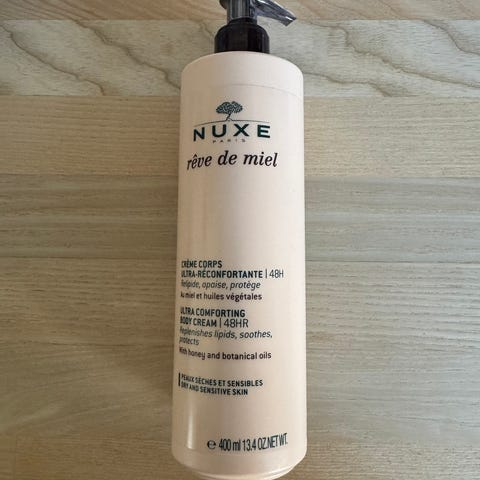 NUXE
PARIS
rêve de miel
CRÈME CORPS
ULTRA-RÉCONFORTANTE | 48H
Relipide, apaise, protège
Au miel et huiles végétales
ULTRA COMFORTING
BODY CREAM | 48HR
Replenishes lipids, soothes,
protects
With honey and botanical oils
PEAUX SÈCHES ET SENSIBLES
DRY AND SENSITIVE SKIN
℮ 400 ml 13.4 OZ.NET WT.